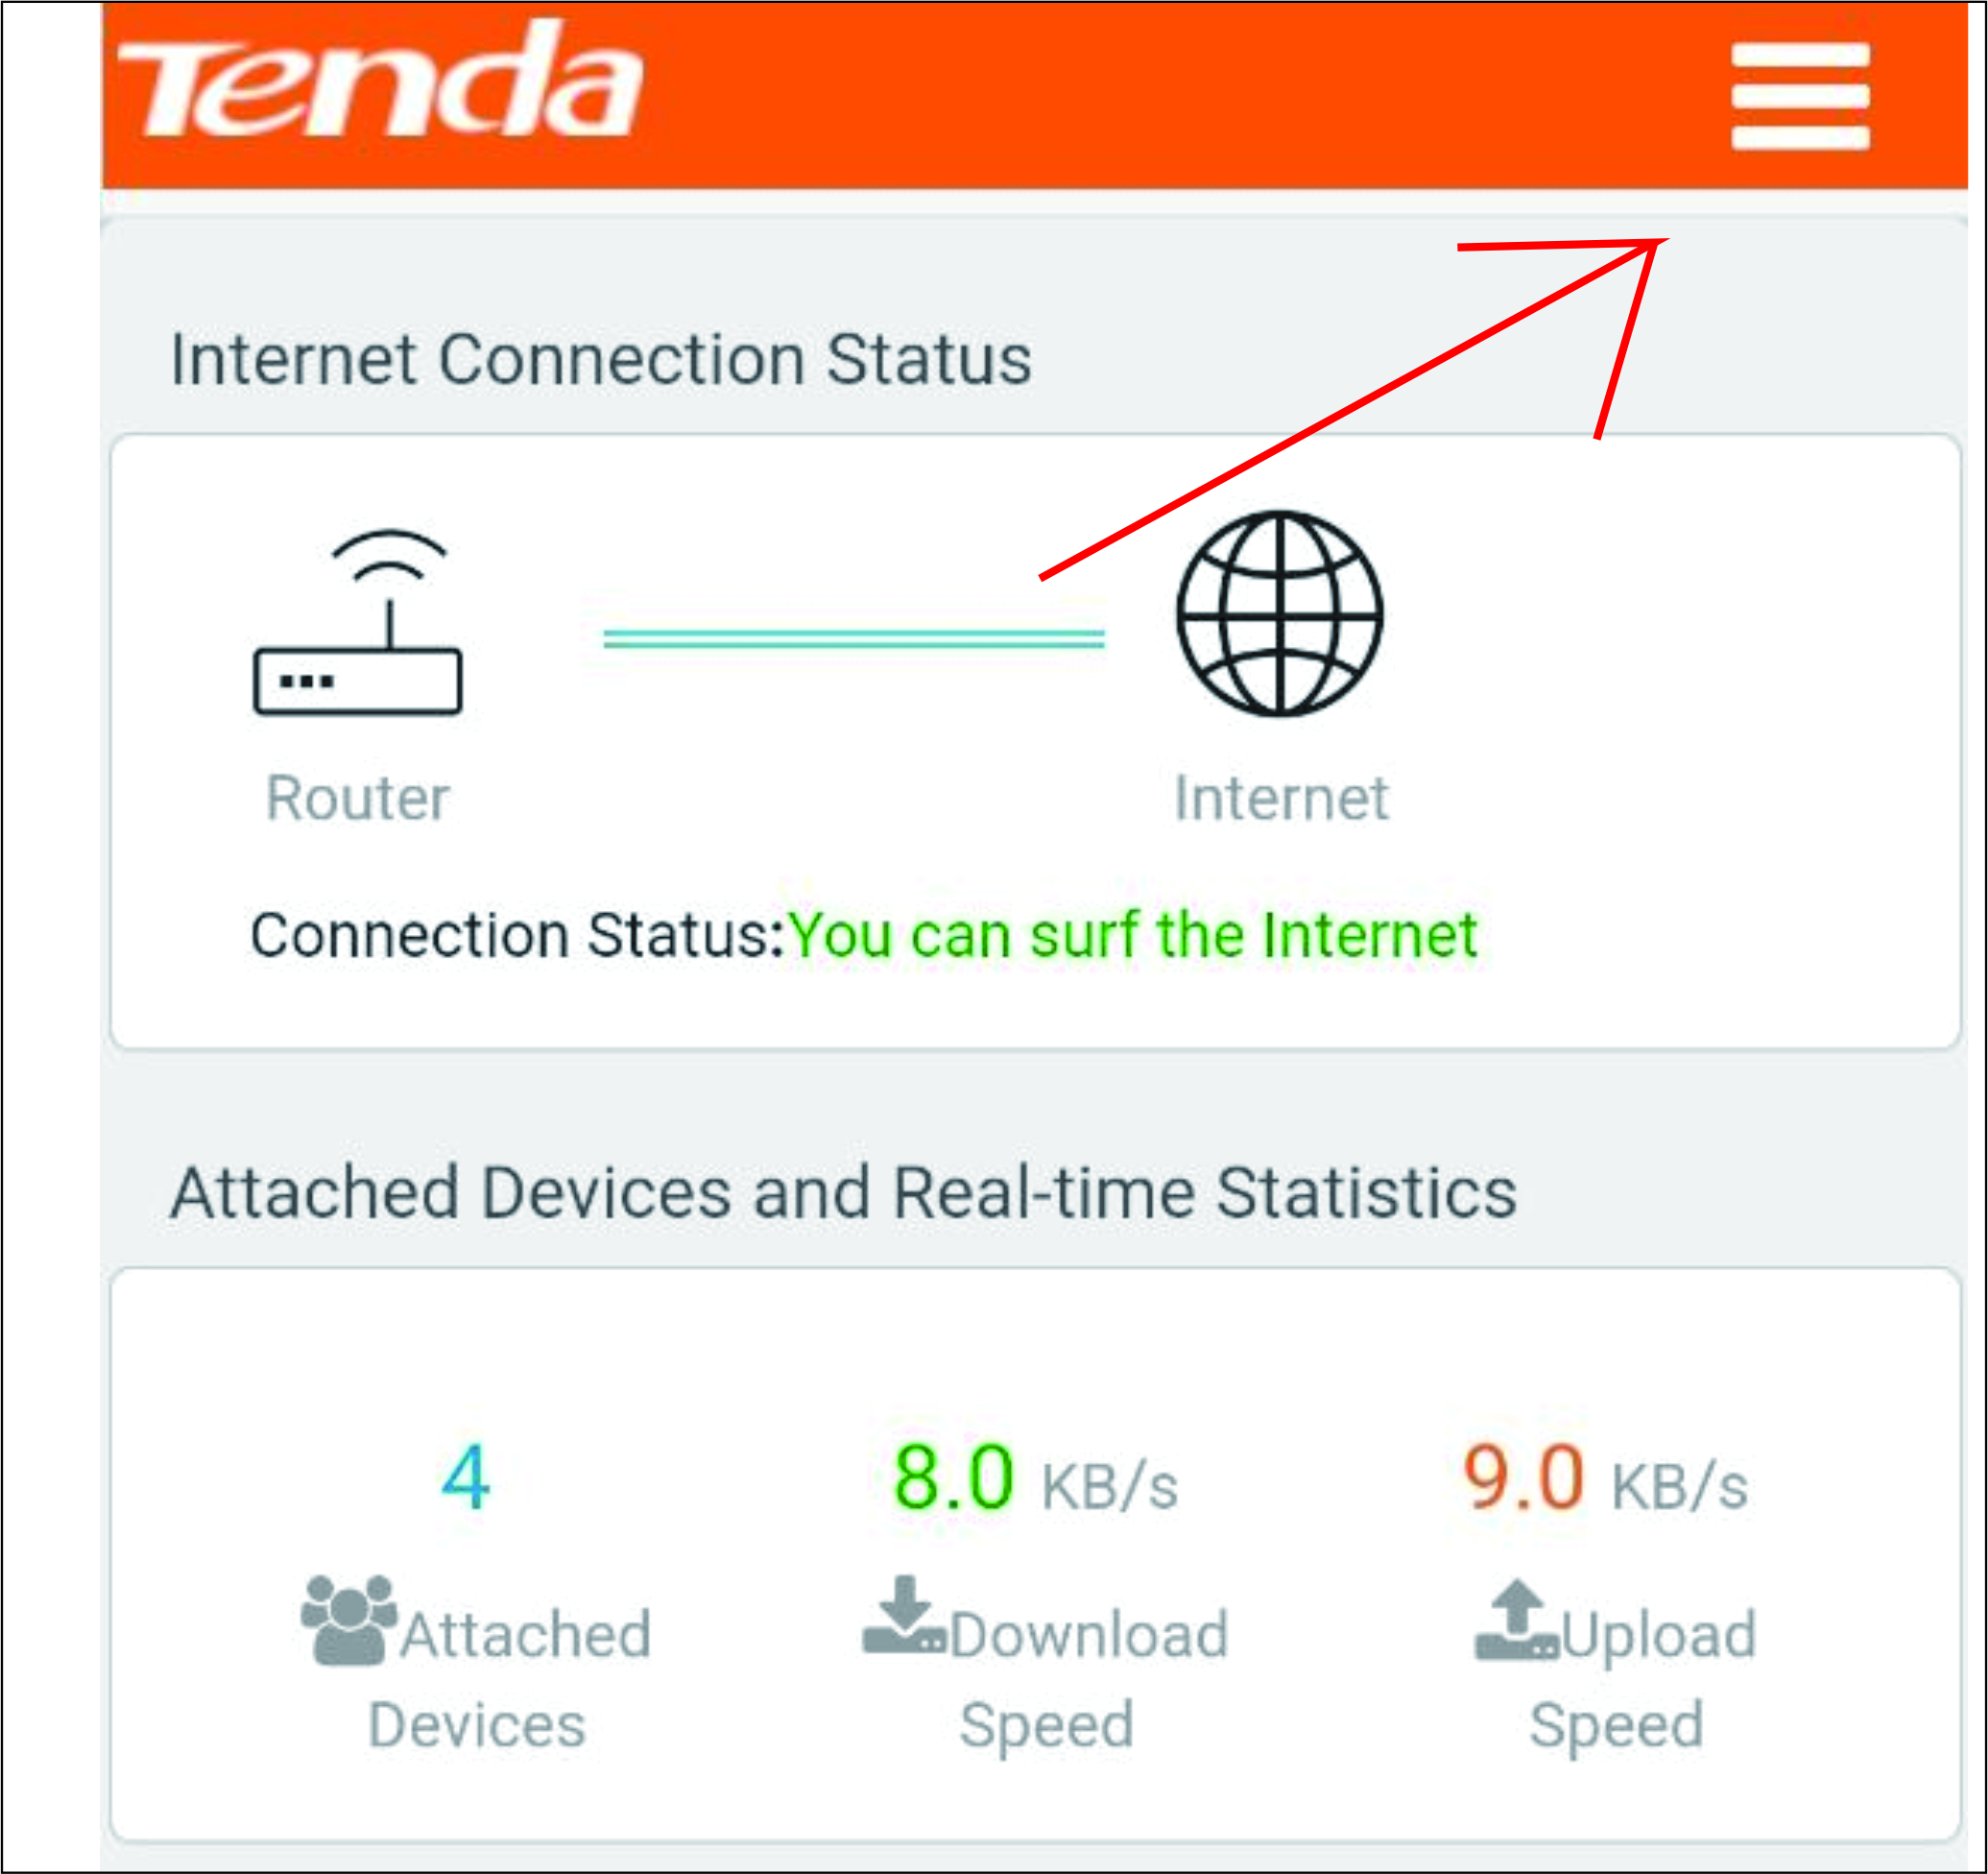 Tenda
Internet Connection Status
Router
Internet
Connection Status:You can surf the Internet
Attached Devices and Real-time Statistics
4
8.0 KB/s
9.0 KB/s
Attached
Devices
Download
Speed
Upload
Speed